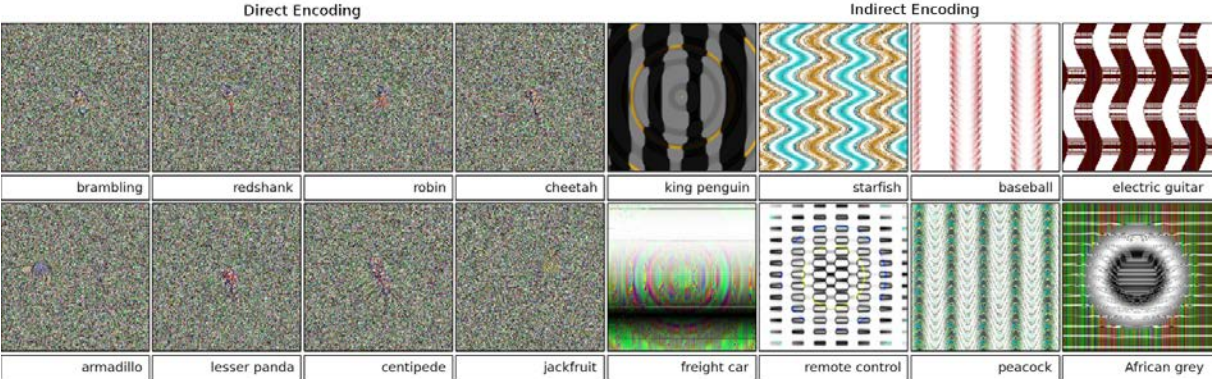 Direct Encoding Indirect Encoding
brambling redshank robin cheetah king penguin starfish baseball electric guitar
armadillo lesser panda centipede jackfruit freight car remote control peacock African grey